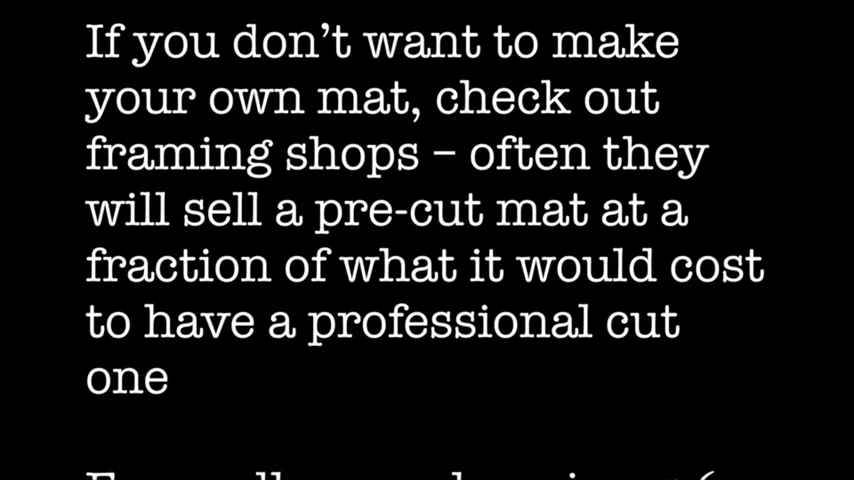 If you don’t want to make
your own mat, check out
framing shops – often they
will sell a pre-cut mat at a
fraction of what it would cost
to have a professional cut
one